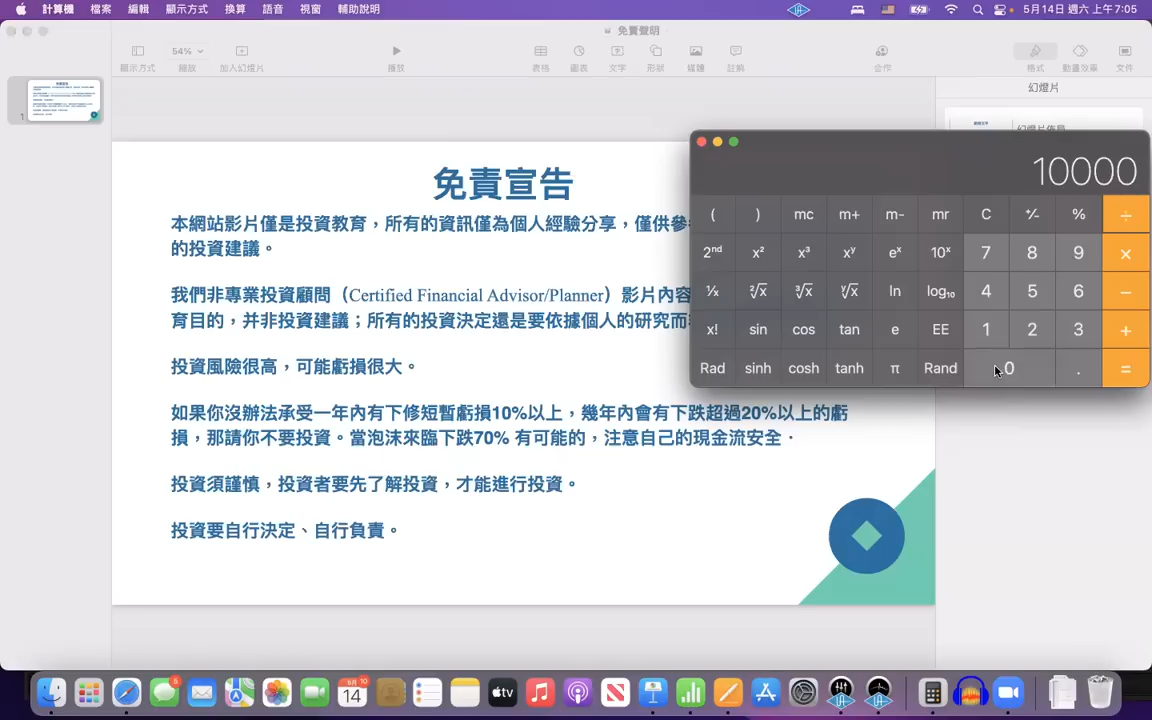 計算機 檔案 編輯 顯示方式 換算 語音 視窗 輔助說明 5月14日 週六 上午7:05
免責聲明
54%
顯示方式 縮放 加入幻燈片 播放 表格 圖表 文字 形狀 媒體 註解 合作 格式 動畫效果 文件
幻燈片
幻燈片佈局
1
免責宣告
本網站影片僅是投資教育，所有的資訊僅為個人經驗分享，僅供參
的投資建議。
我們非專業投資顧問（Certified Financial Advisor/Planner）影片內容
育目的，并非投資建議；所有的投資決定還是要依據個人的研究而
投資風險很高，可能虧損很大。
如果你沒辦法承受一年內有下修短暫虧損10%以上，幾年內會有下跌超過20%以上的虧
損，那請你不要投資。當泡沫來臨下跌70% 有可能的，注意自己的現金流安全．
投資須謹慎，投資者要先了解投資，才能進行投資。
投資要自行決定、自行負責。
10000
( ) mc m+ m- mr C ⁺∕₋ % ÷
2ⁿᵈ x² x³ xʸ eˣ 10ˣ 7 8 9 ×
¹∕ₓ ²√x ³√x ʸ√x ln log₁₀ 4 5 6 −
x! sin cos tan e EE 1 2 3 +
Rad sinh cosh tanh π Rand 0 . =
5
5月 10
14
tv